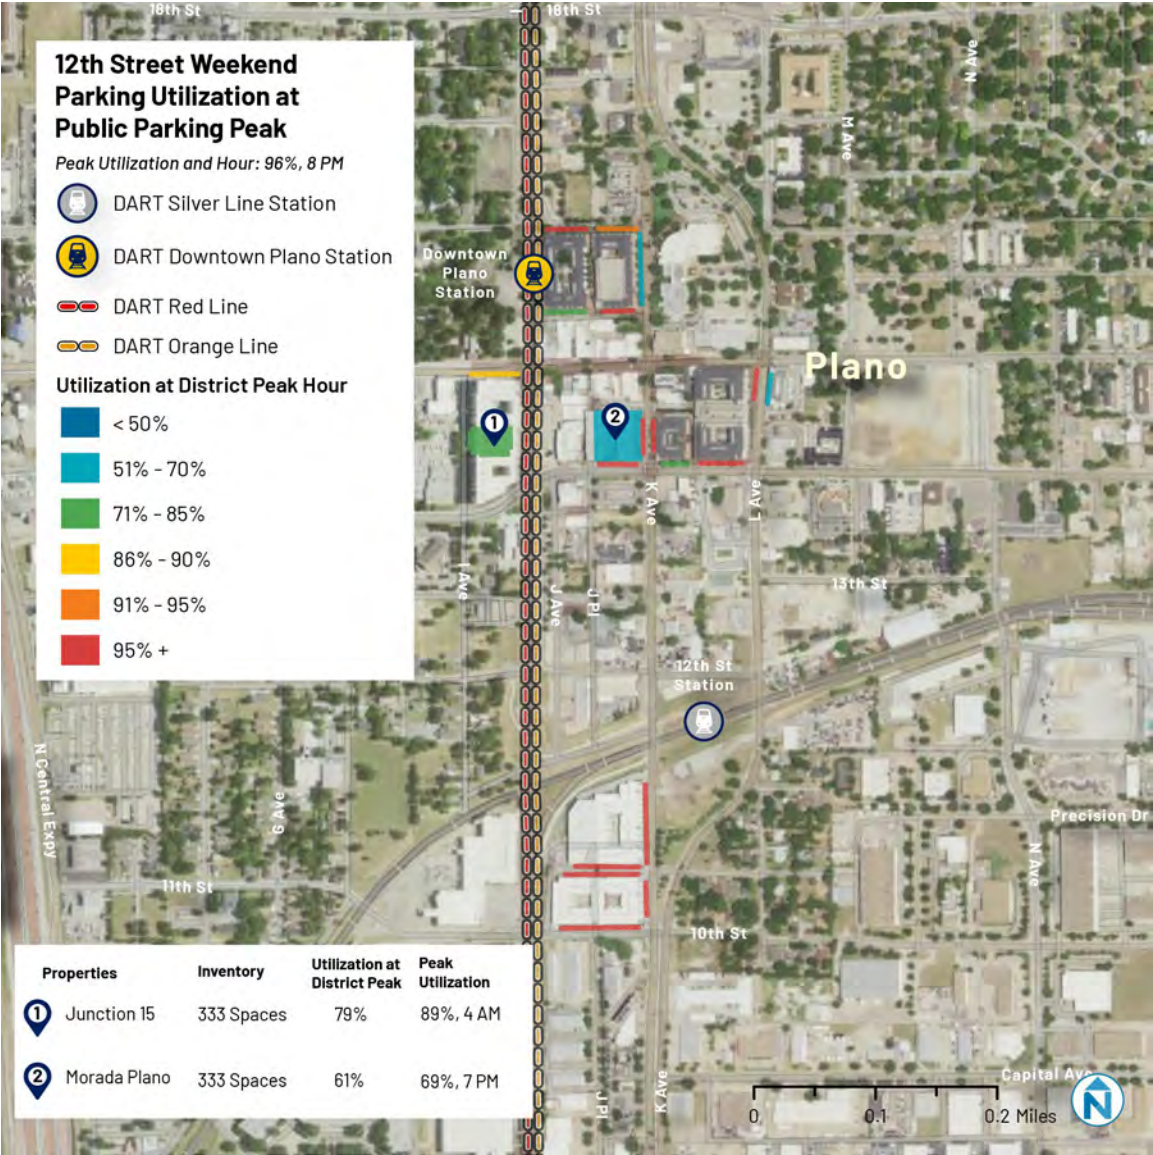 18th St
18th St
12th Street Weekend
Parking Utilization at
Public Parking Peak
Peak Utilization and Hour: 96%, 8 PM
DART Silver Line Station
DART Downtown Plano Station
DART Red Line
DART Orange Line
Utilization at District Peak Hour
< 50%
51% - 70%
71% - 85%
86% - 90%
91% - 95%
95% +
N Ave
M Ave
Downtown
Plano
Station
Plano
1
2
K Ave
L Ave
I Ave
J Ave
J Pl
13th St
12th St
Station
N Central Expy
G Ave
11th St
Precision Dr
N Ave
10th St
Properties Inventory Utilization at District Peak Peak Utilization
1 Junction 15 333 Spaces 79% 89%, 4 AM
2 Morada Plano 333 Spaces 61% 69%, 7 PM
J Pl
K Ave
Capital Ave
0 0.1 0.2 Miles
N